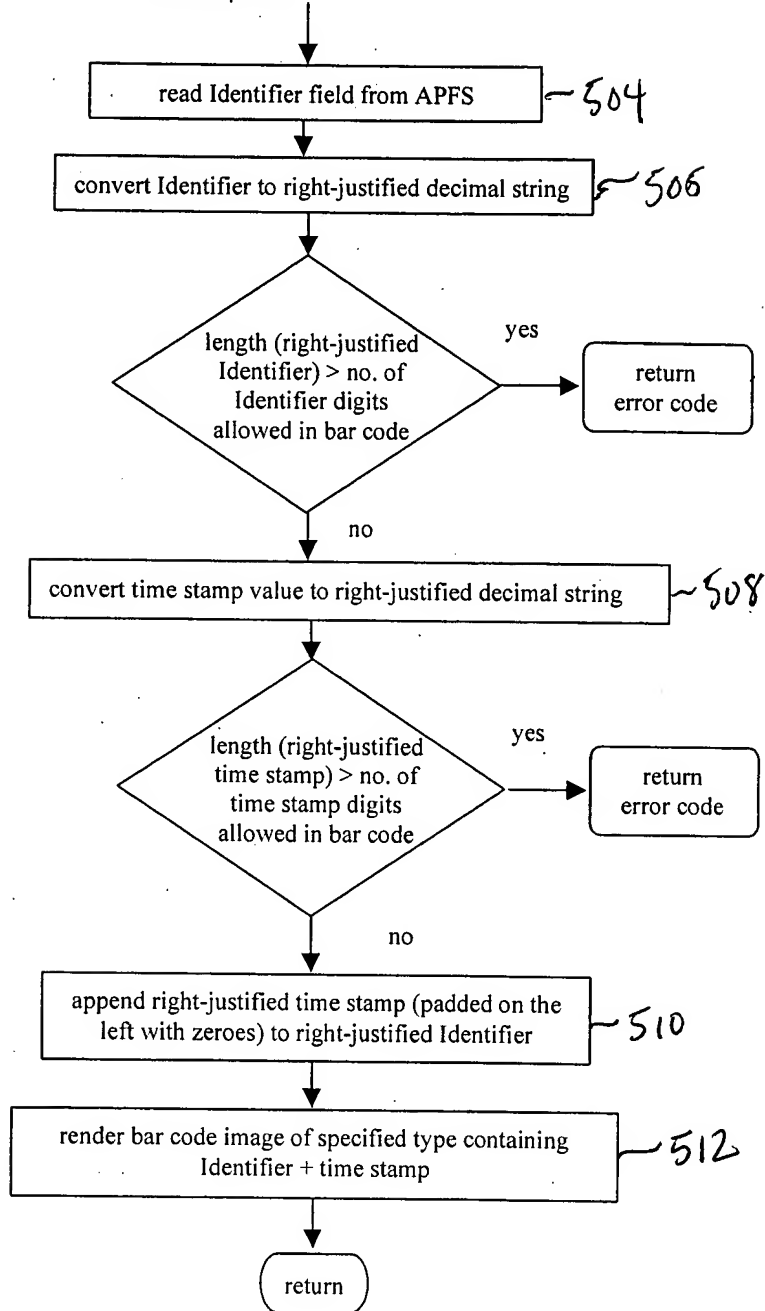 read Identifier field from APFS
504
convert Identifier to right-justified decimal string
506
length (right-justified
Identifier) > no. of
Identifier digits
allowed in bar code
yes
return
error code
no
convert time stamp value to right-justified decimal string
508
length (right-justified
time stamp) > no. of
time stamp digits
allowed in bar code
yes
return
error code
no
append right-justified time stamp (padded on the
left with zeroes) to right-justified Identifier
510
render bar code image of specified type containing
Identifier + time stamp
512
return